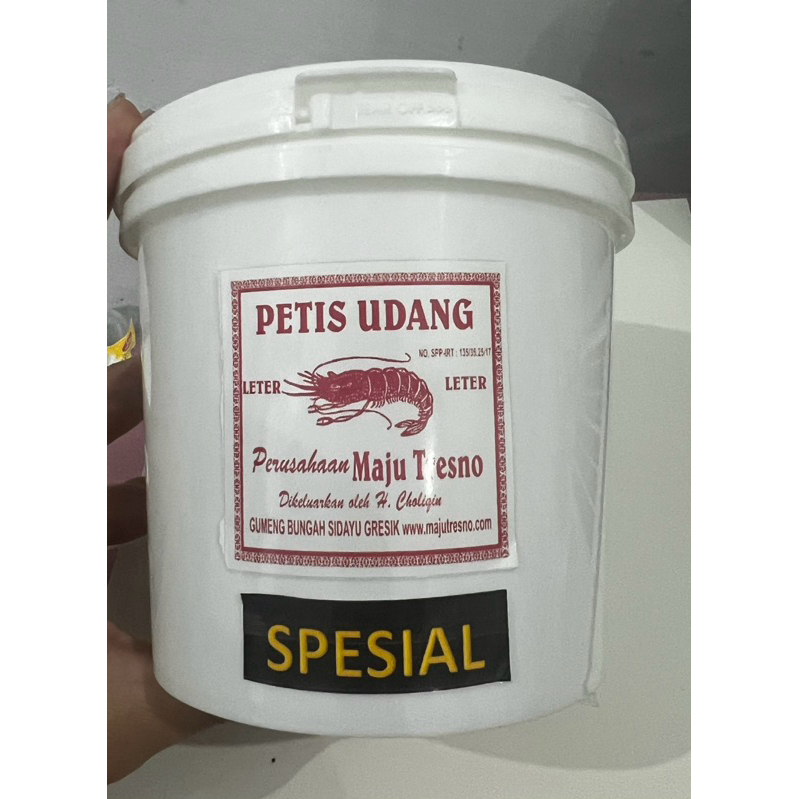 PETIS UDANG
NO. SPP-IRT : 135/35.25/17
LETER LETER
Perusahaan Maju Tresno
Dikeluarkan oleh H. Choliqin
GUMENG BUNGAH SIDAYU GRESIK www.majutresno.com
SPESIAL